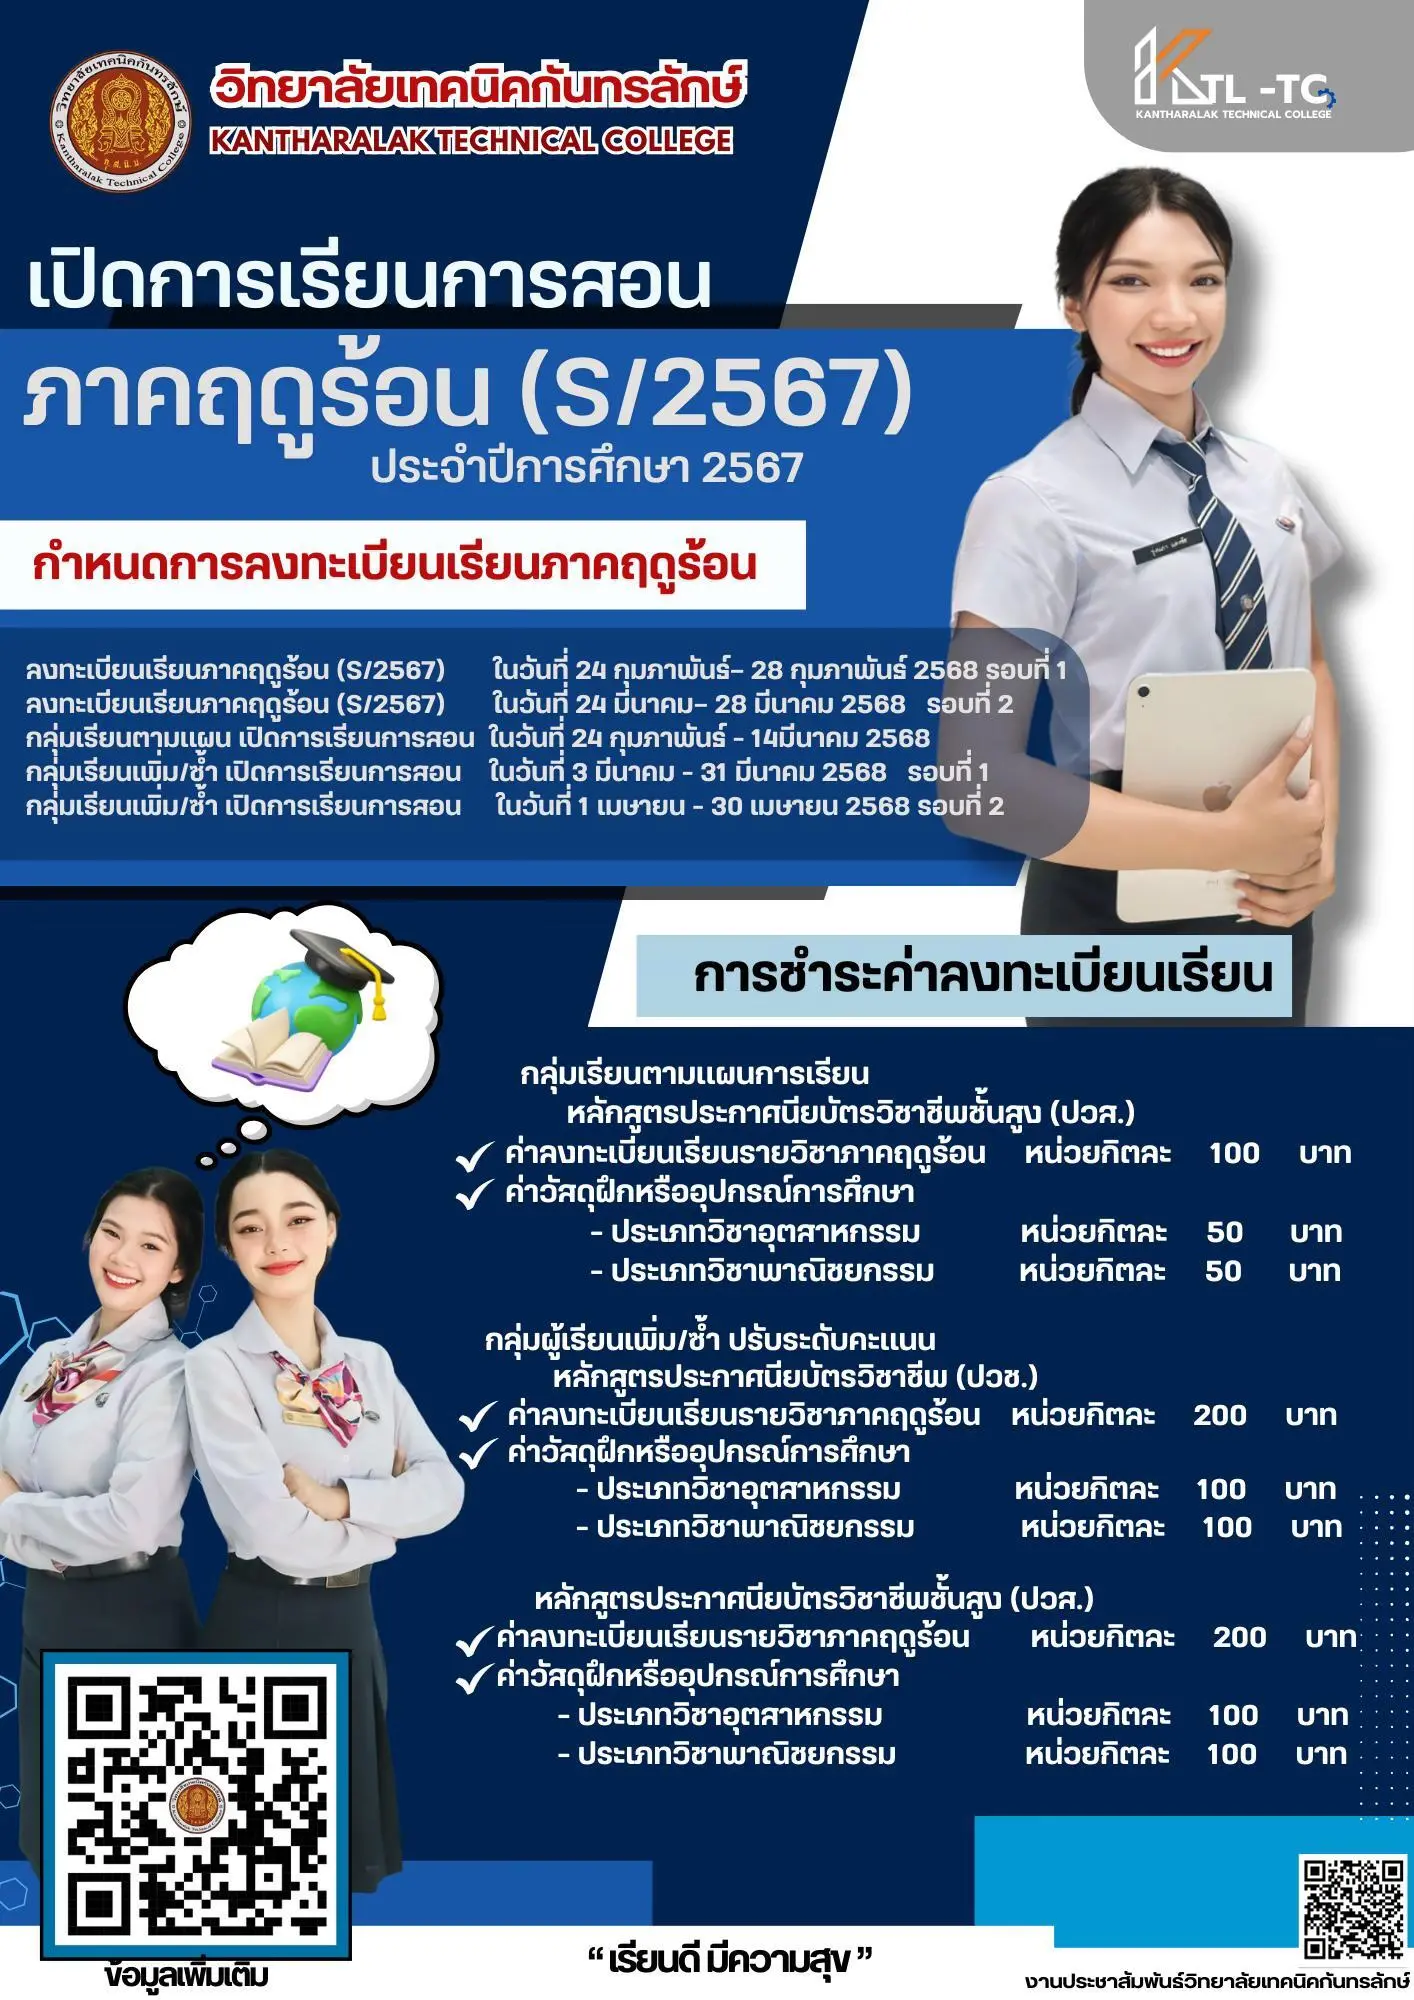 วิทยาลัยเทคนิคกันทรลักษ์
KANTHARALAK TECHNICAL COLLEGE
วิทยาลัยเทคนิคกันทรลักษ์
Kantharalak Technical College
KTL -TC
KANTHARALAK TECHNICAL COLLEGE
เปิดการเรียนการสอน
ภาคฤดูร้อน (S/2567)
ประจำปีการศึกษา 2567
กำหนดการลงทะเบียนเรียนภาคฤดูร้อน
ลงทะเบียนเรียนภาคฤดูร้อน (S/2567) ในวันที่ 24 กุมภาพันธ์- 28 กุมภาพันธ์ 2568 รอบที่ 1
ลงทะเบียนเรียนภาคฤดูร้อน (S/2567) ในวันที่ 24 มีนาคม- 28 มีนาคม 2568 รอบที่ 2
กลุ่มเรียนตามแผน เปิดการเรียนการสอน ในวันที่ 24 กุมภาพันธ์ - 14มีนาคม 2568
กลุ่มเรียนเพิ่ม/ซ้ำ เปิดการเรียนการสอน ในวันที่ 3 มีนาคม - 31 มีนาคม 2568 รอบที่ 1
กลุ่มเรียนเพิ่ม/ซ้ำ เปิดการเรียนการสอน ในวันที่ 1 เมษายน - 30 เมษายน 2568 รอบที่ 2
การชำระค่าลงทะเบียนเรียน
กลุ่มเรียนตามแผนการเรียน
หลักสูตรประกาศนียบัตรวิชาชีพชั้นสูง (ปวส.)
ค่าลงทะเบียนเรียนรายวิชาภาคฤดูร้อน หน่วยกิตละ 100 บาท
ค่าวัสดุฝึกหรืออุปกรณ์การศึกษา
- ประเภทวิชาอุตสาหกรรม หน่วยกิตละ 50 บาท
- ประเภทวิชาพาณิชยกรรม หน่วยกิตละ 50 บาท
กลุ่มผู้เรียนเพิ่ม/ซ้ำ ปรับระดับคะแนน
หลักสูตรประกาศนียบัตรวิชาชีพ (ปวช.)
ค่าลงทะเบียนเรียนรายวิชาภาคฤดูร้อน หน่วยกิตละ 200 บาท
ค่าวัสดุฝึกหรืออุปกรณ์การศึกษา
- ประเภทวิชาอุตสาหกรรม หน่วยกิตละ 100 บาท
- ประเภทวิชาพาณิชยกรรม หน่วยกิตละ 100 บาท
หลักสูตรประกาศนียบัตรวิชาชีพชั้นสูง (ปวส.)
ค่าลงทะเบียนเรียนรายวิชาภาคฤดูร้อน หน่วยกิตละ 200 บาท
ค่าวัสดุฝึกหรืออุปกรณ์การศึกษา
- ประเภทวิชาอุตสาหกรรม หน่วยกิตละ 100 บาท
- ประเภทวิชาพาณิชยกรรม หน่วยกิตละ 100 บาท
ข้อมูลเพิ่มเติม
“ เรียนดี มีความสุข ”
งานประชาสัมพันธ์วิทยาลัยเทคนิคกันทรลักษ์